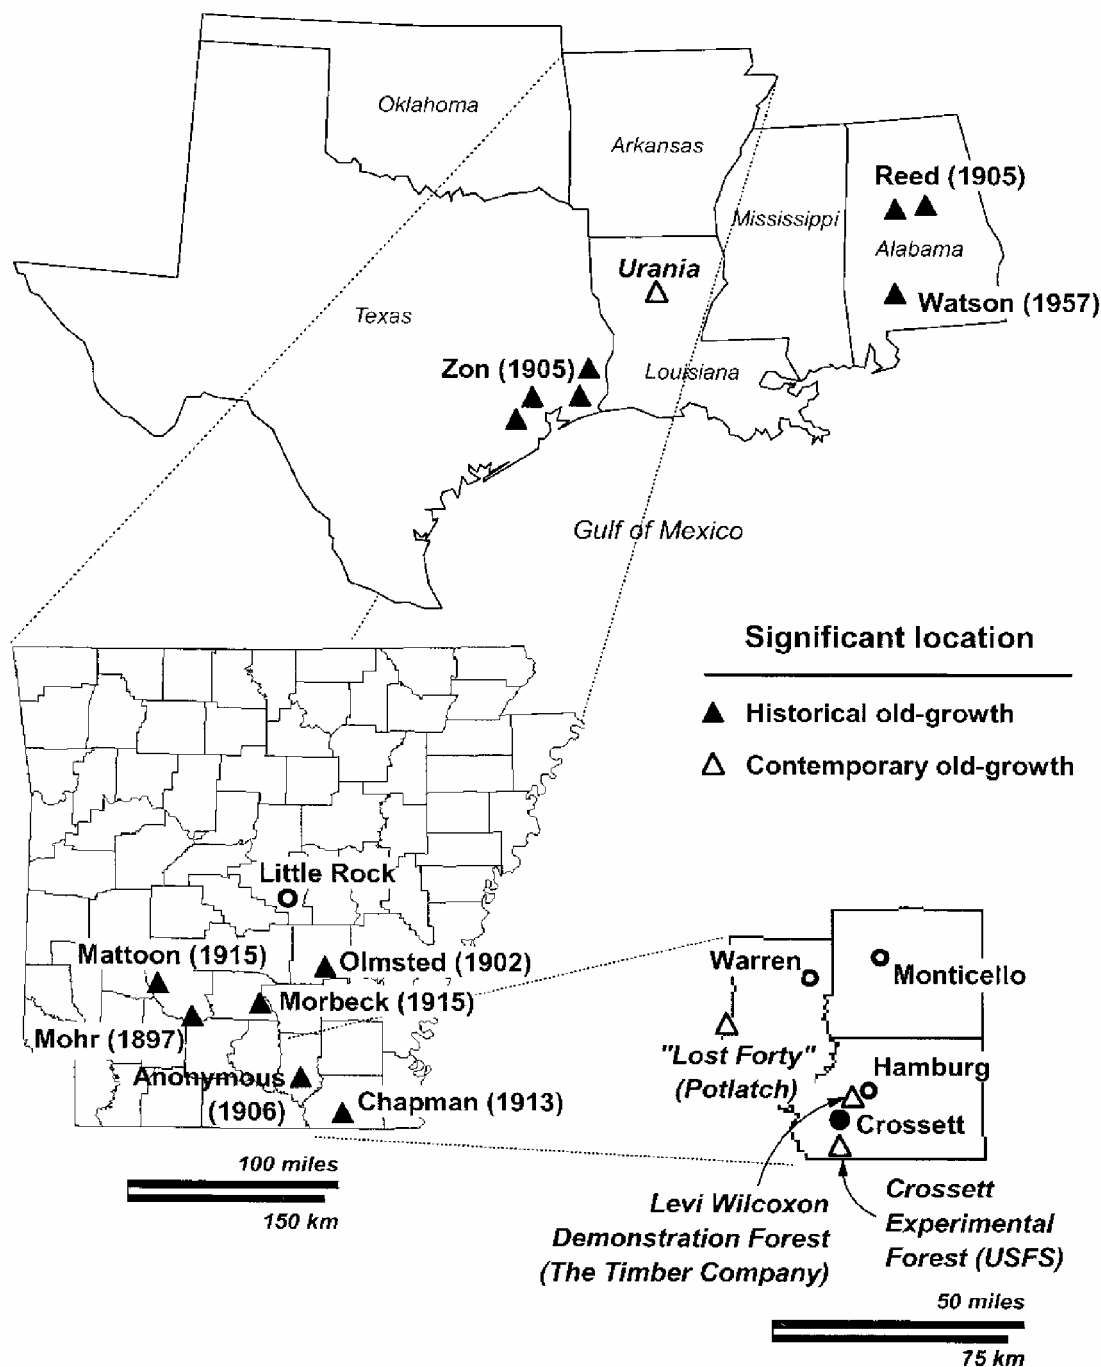 Oklahoma
Arkansas
Reed (1905)
Mississippi
Alabama
Urania
Watson (1957)
Texas
Zon (1905)
Louisiana
Gulf of Mexico
Significant location
Historical old-growth
Contemporary old-growth
Little Rock
Mattoon (1915)
Olmsted (1902)
Morbeck (1915)
Mohr (1897)
Anonymous
(1906)
Chapman (1913)
100 miles
150 km
Warren
Monticello
"Lost Forty"
(Potlatch)
Hamburg
Crossett
Levi Wilcoxon
Demonstration Forest
(The Timber Company)
Crossett
Experimental
Forest (USFS)
50 miles
75 km